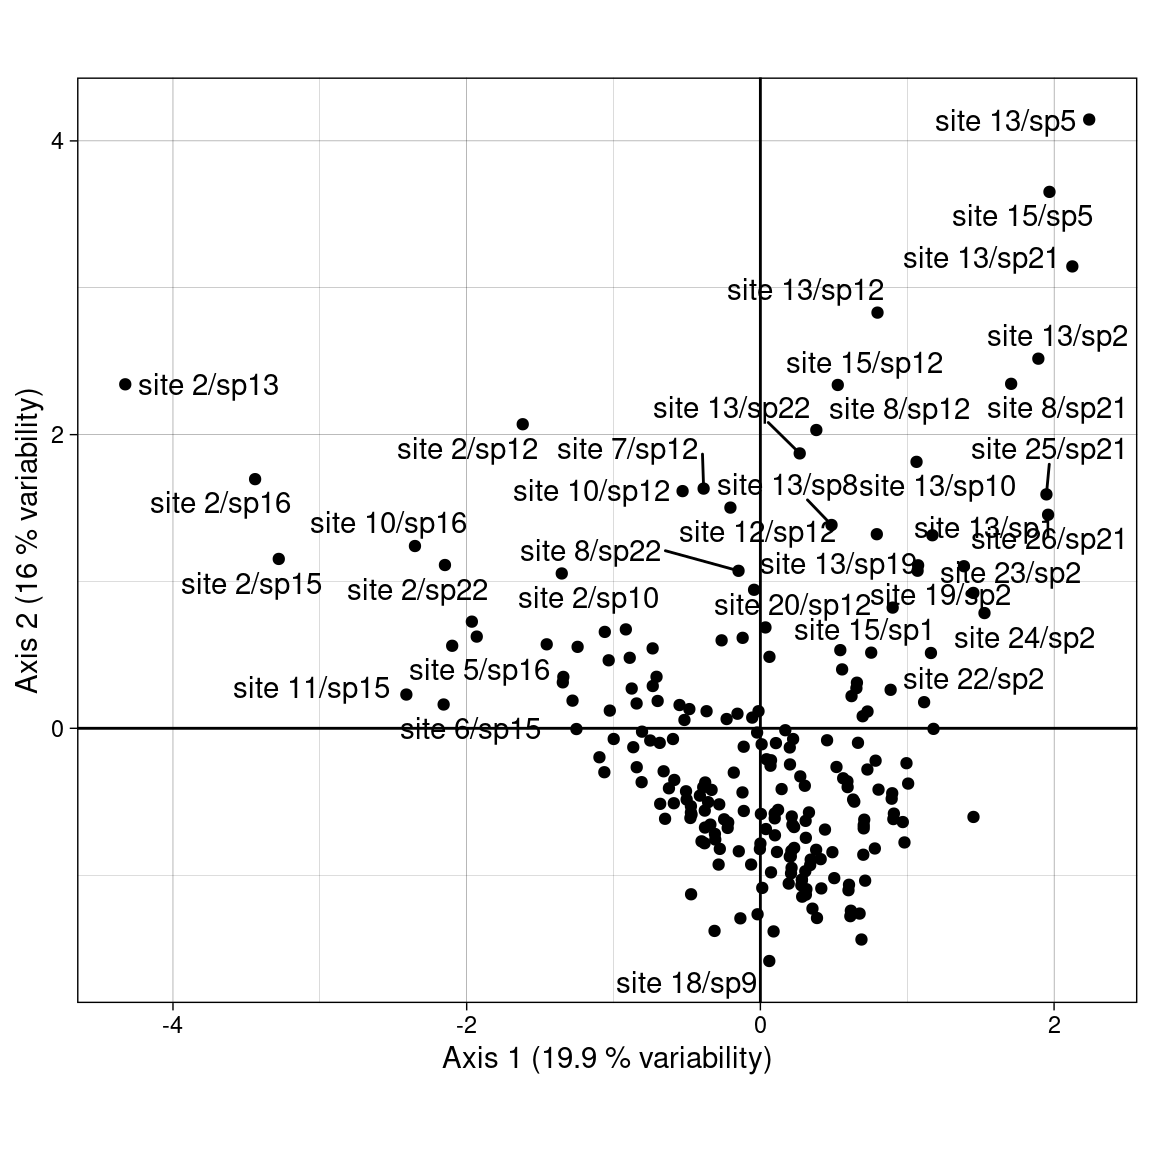 site 13/sp5
4
site 15/sp5
site 13/sp21
site 13/sp12
site 13/sp2
site 15/sp12
site 2/sp13
site 13/sp22
site 8/sp12
site 8/sp21
2
site 2/sp12
site 7/sp12
site 25/sp21
site 10/sp12
site 13/sp8
site 13/sp10
site 2/sp16
site 10/sp16
site 12/sp12
site 13/sp1
site 26/sp21
site 8/sp22
site 13/sp19
site 23/sp2
site 2/sp15
site 2/sp22
site 2/sp10
site 20/sp12
site 19/sp2
site 15/sp1
site 24/sp2
site 5/sp16
site 22/sp2
site 11/sp15
site 6/sp15
0
site 18/sp9
-4
-2
0
2
Axis 1 (19.9 % variability)
Axis 2 (16 % variability)